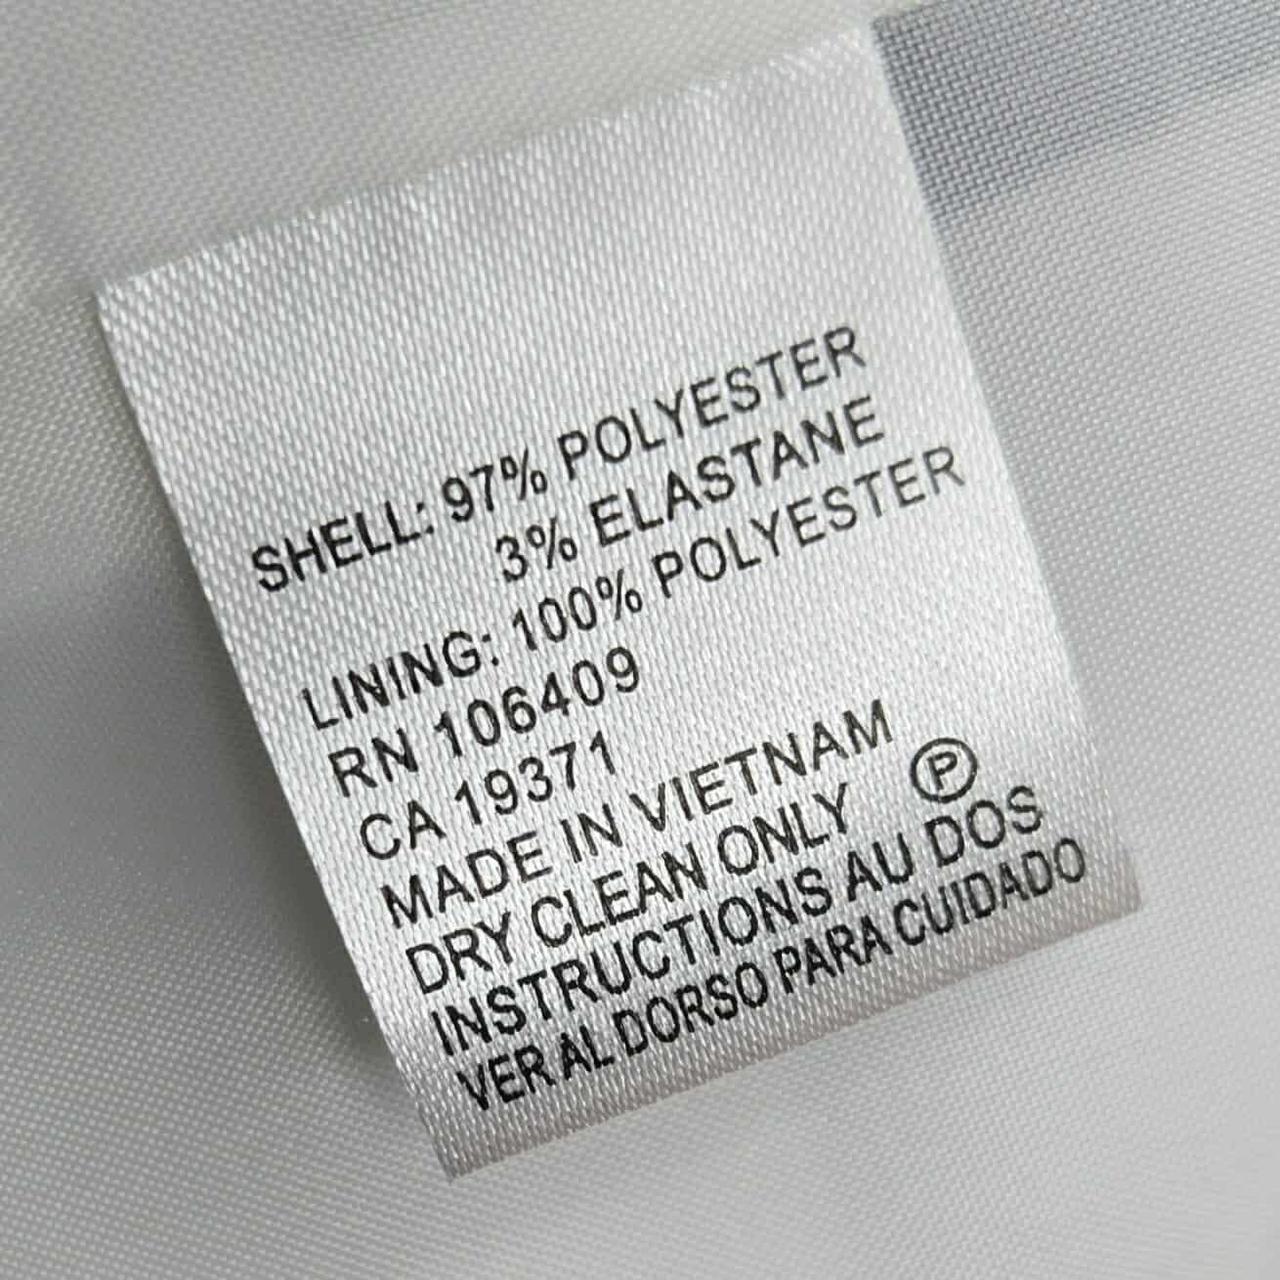 SHELL: 97% POLYESTER
3% ELASTANE
LINING: 100% POLYESTER
RN 106409
CA 19371
MADE IN VIETNAM
DRY CLEAN ONLY Ⓟ
INSTRUCTIONS AU DOS
VER AL DORSO PARA CUIDADO